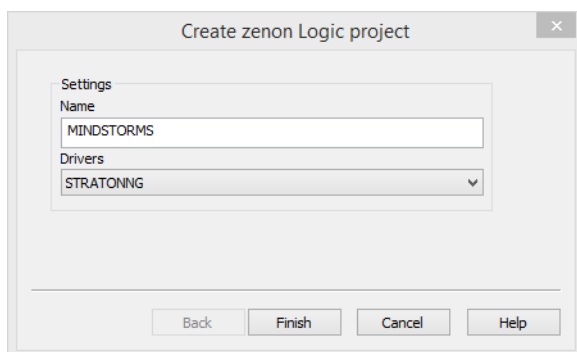 Create zenon Logic project
Settings
Name
MINDSTORMS
Drivers
STRATONNG
Back Finish Cancel Help